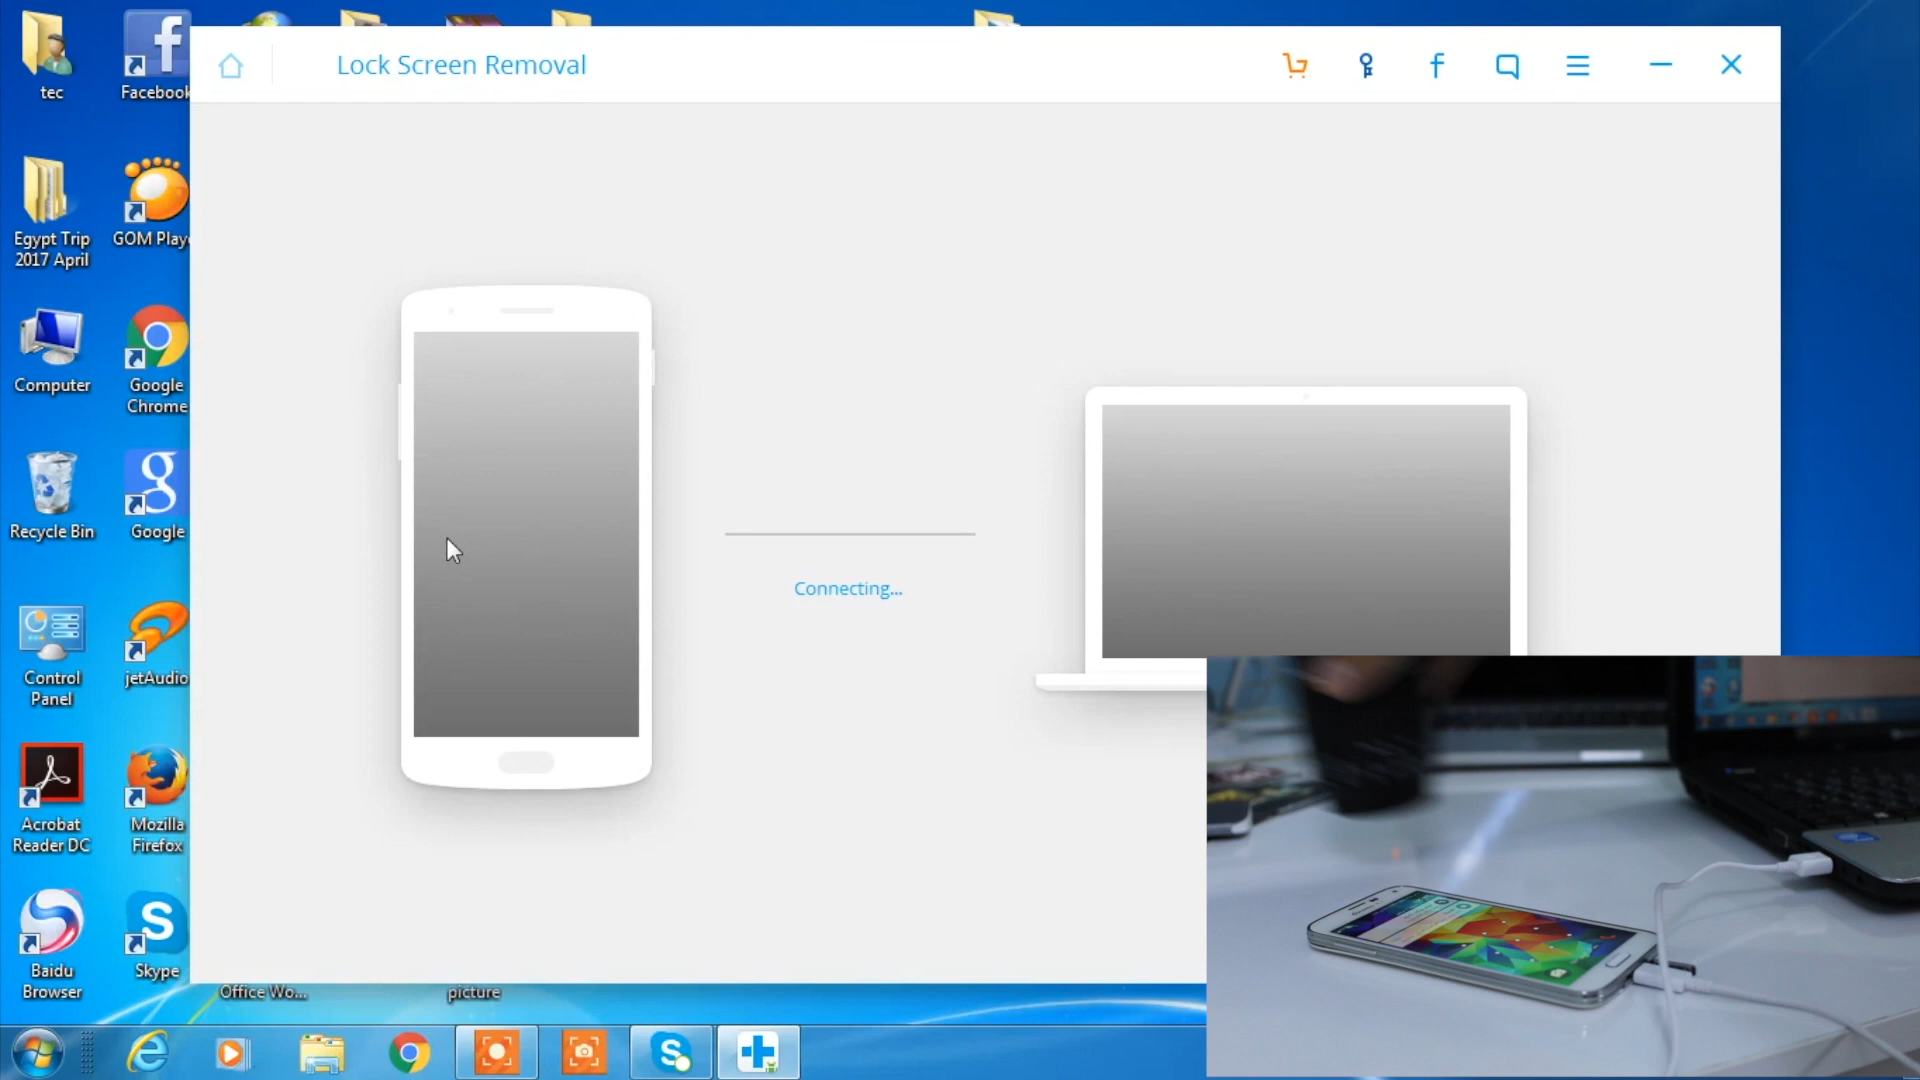 Lock Screen Removal
tec
Facebook
Egypt Trip
2017 April
GOM Play
Computer
Google
Chrome
Recycle Bin
Google
Connecting...
Control
Panel
jetAudio
Acrobat
Reader DC
Mozilla
Firefox
Baidu
Browser
Skype
Office Wo...
picture